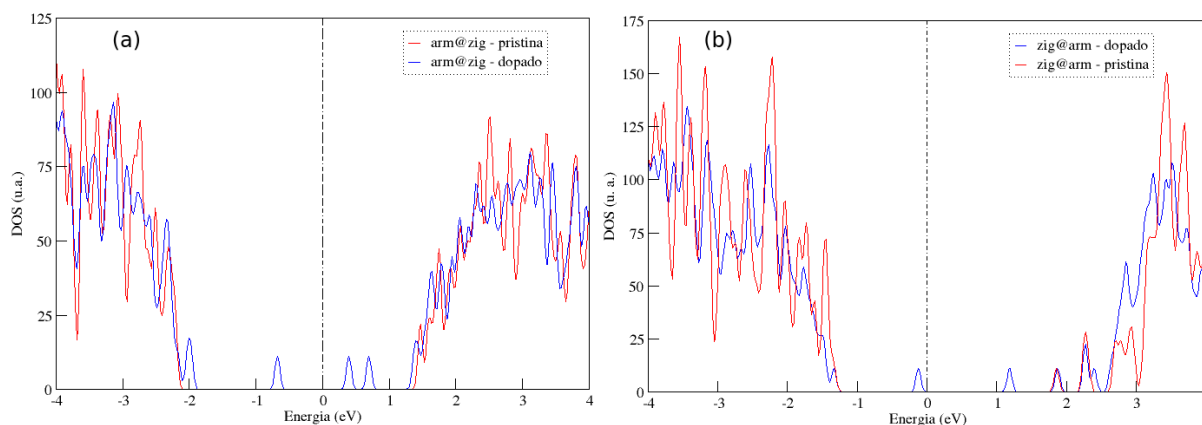 (a)
arm@zig - pristina
arm@zig - dopado
125
100
75
50
25
0
DOS (u.a.)
-4 -3 -2 -1 0 1 2 3 4
Energia (eV)
(b)
zig@arm - dopado
zig@arm - pristina
175
150
125
100
75
50
25
0
DOS (u. a.)
-4 -3 -2 -1 0 1 2 3
Energia (eV)